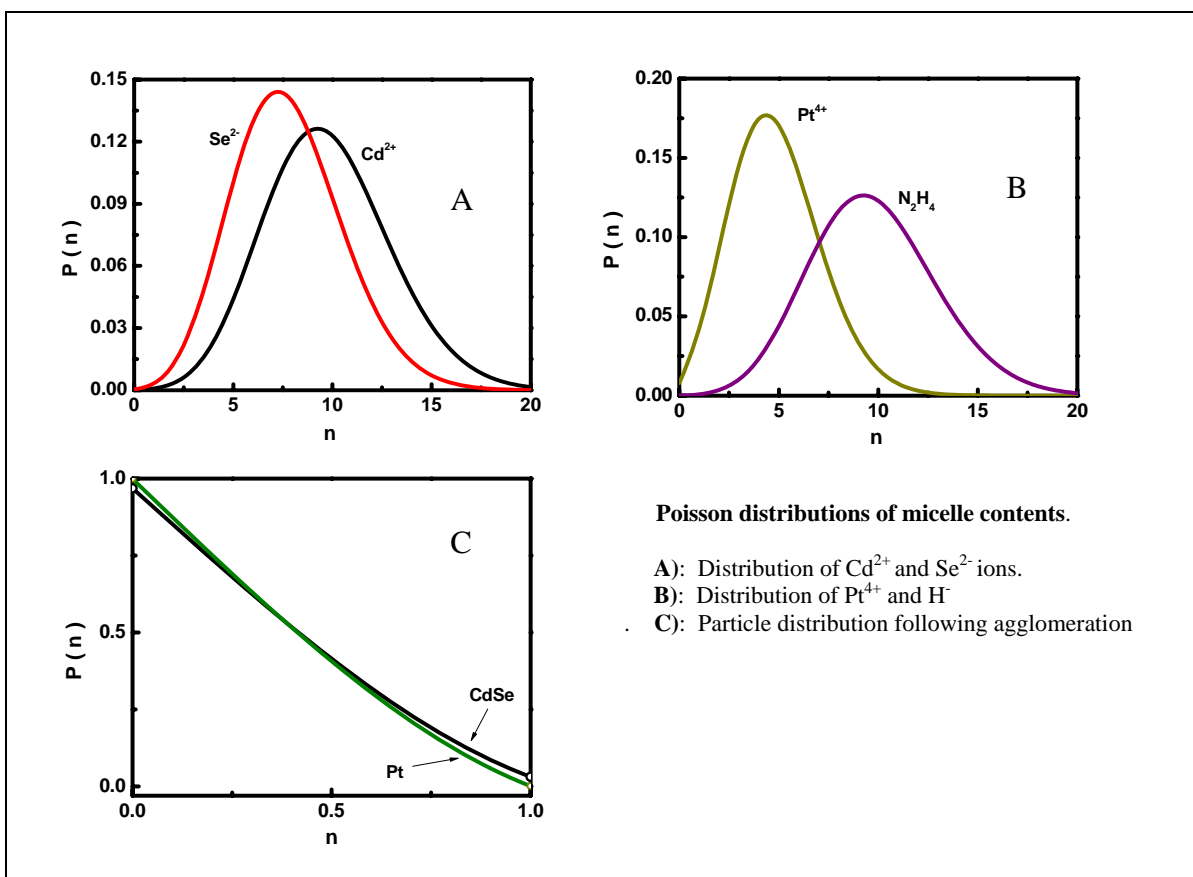 0.15
0.12
0.09
0.06
0.03
0.00
P ( n )
0
5
10
15
20
n
Se2-
Cd2+
A
0.20
0.15
0.10
0.05
0.00
P ( n )
0
5
10
15
20
n
Pt4+
N2H4
B
1.0
0.5
0.0
P ( n )
0.0
0.5
1.0
n
CdSe
Pt
C
Poisson distributions of micelle contents.
A): Distribution of Cd2+ and Se2- ions.
B): Distribution of Pt4+ and H-
. C): Particle distribution following agglomeration